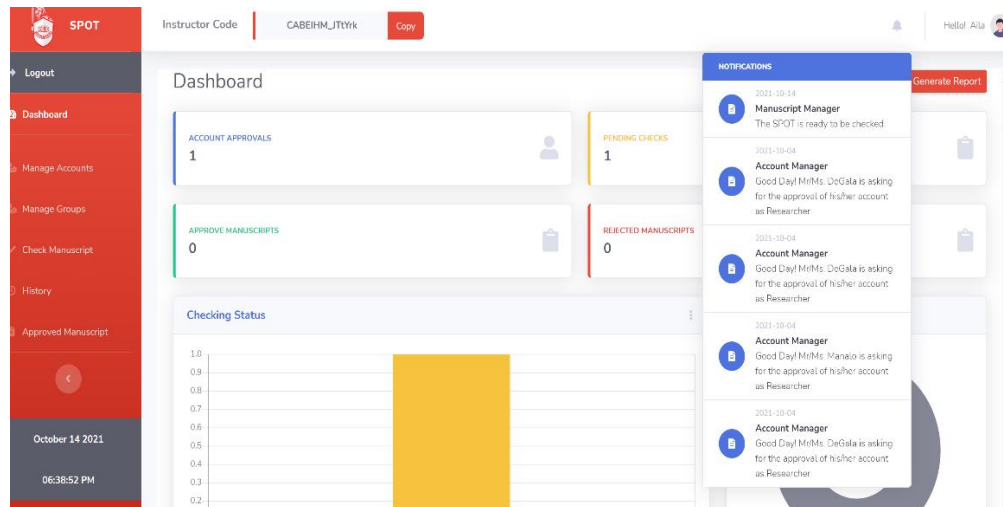 SPOT
Instructor Code
CABEIHM_JTtYrk
Copy
Hello! Aila
Logout
Dashboard
Manage Accounts
Manage Groups
Check Manuscript
History
Approved Manuscript
October 14 2021
06:38:52 PM
Dashboard
Generate Report
ACCOUNT APPROVALS
1
PENDING CHECKS
1
APPROVE MANUSCRIPTS
0
REJECTED MANUSCRIPTS
0
Checking Status
1.0
0.9
0.8
0.7
0.6
0.5
0.4
0.3
0.2
NOTIFICATIONS
2021-10-14
Manuscript Manager
The SPOT is ready to be checked
2021-10-04
Account Manager
Good Day! Mr/Ms. DeGala is asking
for the approval of his/her account
as Researcher
2021-10-04
Account Manager
Good Day! Mr/Ms. DeGala is asking
for the approval of his/her account
as Researcher
2021-10-04
Account Manager
Good Day! Mr/Ms. Manalo is asking
for the approval of his/her account
as Researcher
2021-10-04
Account Manager
Good Day! Mr/Ms. DeGala is asking
for the approval of his/her account
as Researcher